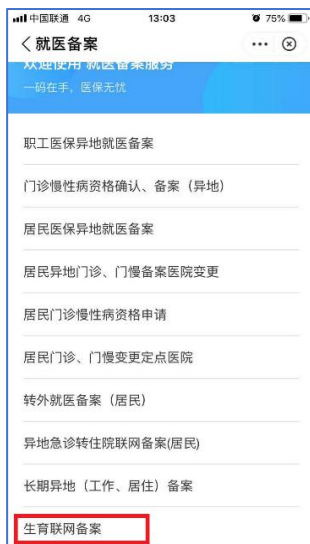 中国联通 4G 13:03 75%
就医备案
欢迎使用 就医备案服务
一码在手，医保无忧
职工医保异地就医备案
门诊慢性病资格确认、备案（异地）
居民医保异地就医备案
居民异地门诊、门慢备案医院变更
居民门诊慢性病资格申请
居民门诊、门慢变更定点医院
转外就医备案（居民）
异地急诊转住院联网备案(居民)
长期异地（工作、居住）备案
生育联网备案